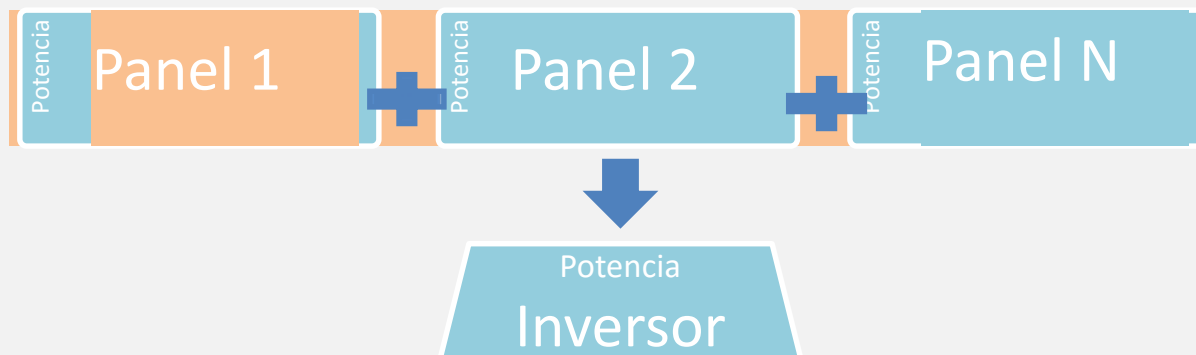 Potencia
Panel 1
Potencia
Panel 2
Potencia
Panel N
Potencia
Inversor